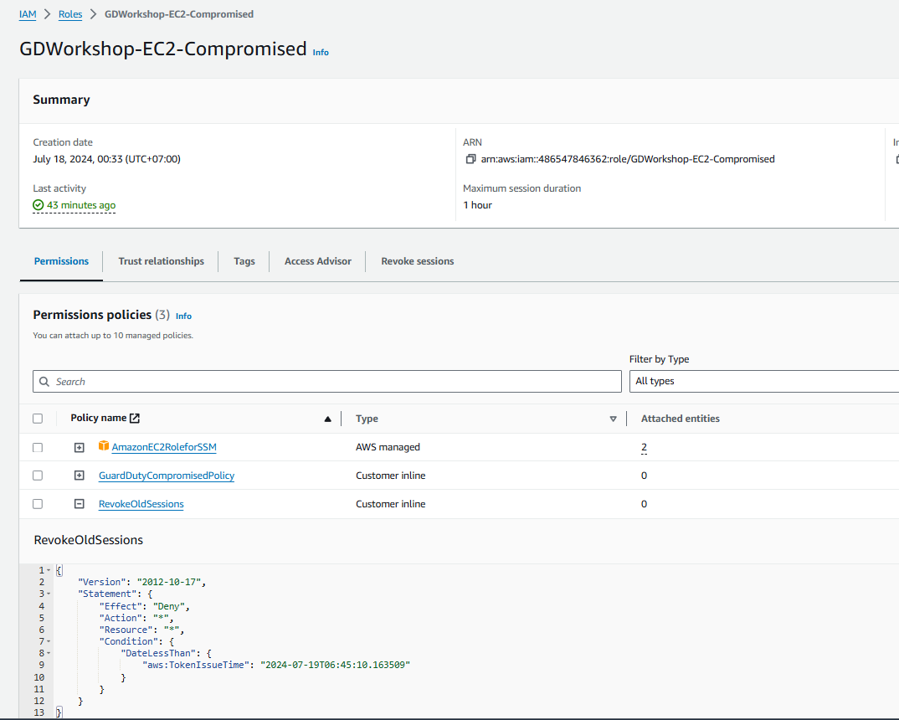 IAM > Roles > GDWorkshop-EC2-Compromised
GDWorkshop-EC2-Compromised Info
Summary
Creation date
July 18, 2024, 00:33 (UTC+07:00)
ARN
arn:aws:iam::486547846362:role/GDWorkshop-EC2-Compromised
Last activity
43 minutes ago
Maximum session duration
1 hour
Permissions Trust relationships Tags Access Advisor Revoke sessions
Permissions policies (3) Info
You can attach up to 10 managed policies.
Filter by Type
Search
All types
Policy name Type Attached entities
AmazonEC2RoleforSSM AWS managed 2
GuardDutyCompromisedPolicy Customer inline 0
RevokeOldSessions Customer inline 0
RevokeOldSessions
1 {
2 "Version": "2012-10-17",
3 "Statement": {
4 "Effect": "Deny",
5 "Action": "*",
6 "Resource": "*",
7 "Condition": {
8 "DateLessThan": {
9 "aws:TokenIssueTime": "2024-07-19T06:45:10.163509"
10 }
11 }
12 }
13 }